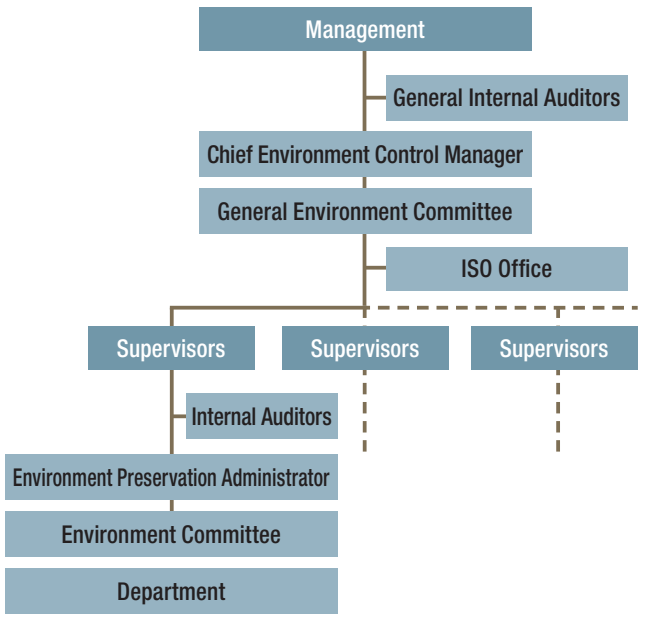 Management
General Internal Auditors
Chief Environment Control Manager
General Environment Committee
ISO Office
Supervisors
Supervisors
Supervisors
Internal Auditors
Environment Preservation Administrator
Environment Committee
Department